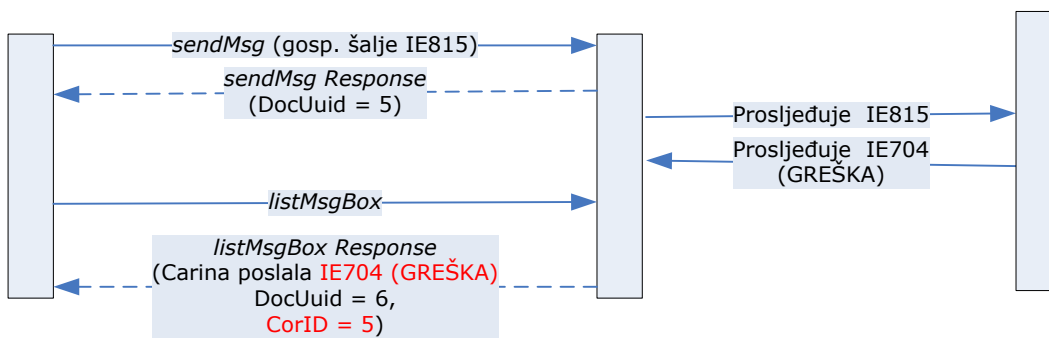 sendMsg (gosp. šalje IE815)
sendMsg Response
(DocUuid = 5)
Prosljeđuje IE815
Prosljeđuje IE704
(GREŠKA)
listMsgBox
listMsgBox Response
(Carina poslala IE704 (GREŠKA)
DocUuid = 6,
CorID = 5)